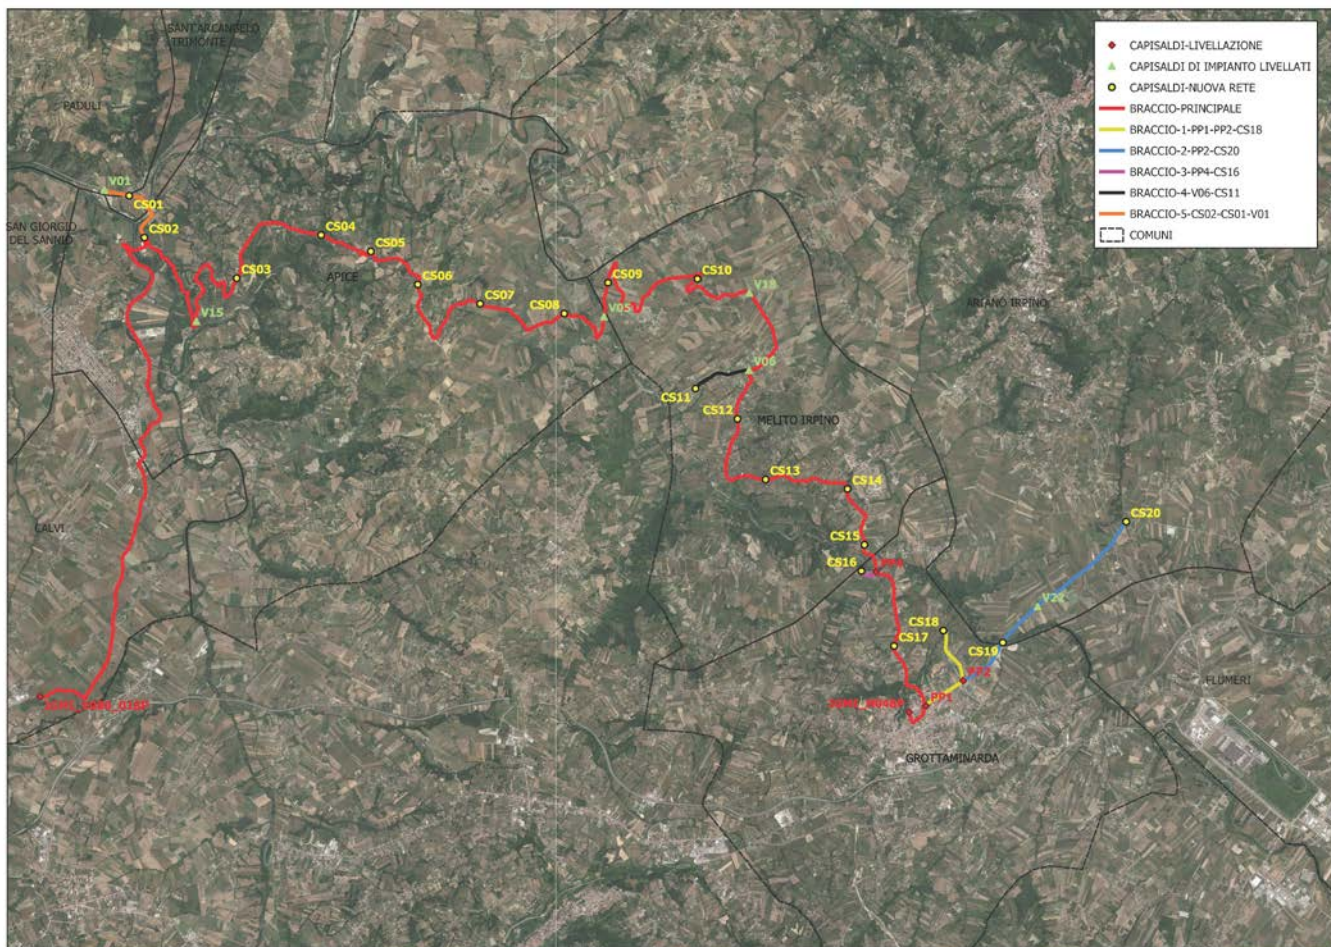 SANT'ARCANGELO
TRIMONTE
PADULI
CAPISALDI-LIVELLAZIONE
CAPISALDI DI IMPIANTO LIVELLATI
CAPISALDI-NUOVA RETE
BRACCIO-PRINCIPALE
BRACCIO-1-PP1-PP2-CS18
BRACCIO-2-PP2-CS20
BRACCIO-3-PP4-CS16
BRACCIO-4-V06-CS11
BRACCIO-5-CS02-CS01-V01
COMUNI
V01
CS01
SAN GIORGIO
DEL SANNIO
CS02
CS04
CS05
CS03
APICE
CS06
CS07
CS08
CS09
CS10
V18
V05
V15
ARIANO IRPINO
V06
CS11
CS12
MELITO IRPINO
CS13
CS14
CS20
CALVI
CS15
CS16
V22
CS18
CS17
CS19
PP2
FLUMERI
PP1
GROTTAMINARDA